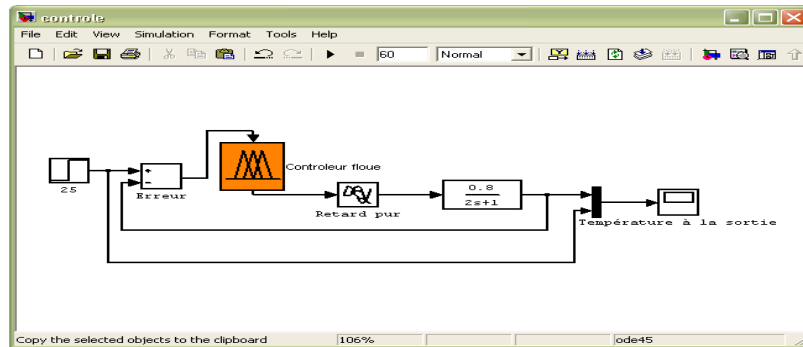 controle
File Edit View Simulation Format Tools Help
60 Normal
Controleur floue
25
+
−
Erreur
Retard pur
0.8
2s+1
Température à la sortie
Copy the selected objects to the clipboard 106% ode45